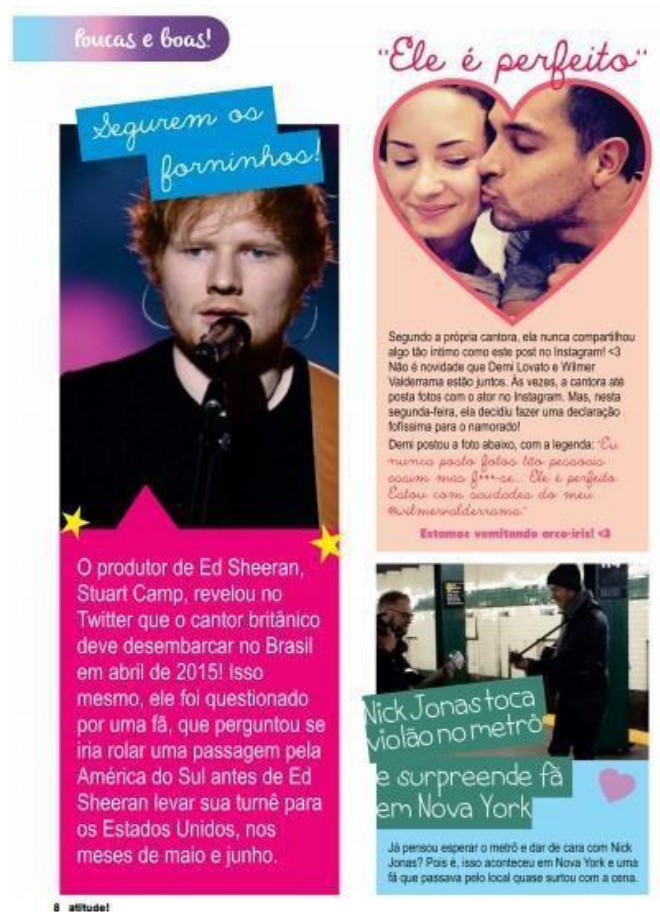 Poucas e boas!
Segurem os
forninhos!
O produtor de Ed Sheeran,
Stuart Camp, revelou no
Twitter que o cantor britânico
deve desembarcar no Brasil
em abril de 2015! Isso
mesmo, ele foi questionado
por uma fã, que perguntou se
iria rolar uma passagem pela
América do Sul antes de Ed
Sheeran levar sua turnê para
os Estados Unidos, nos
meses de maio e junho.
"Ele é perfeito"
Segundo a própria cantora, ela nunca compartilhou
algo tão íntimo como este post no Instagram! <3
Não é novidade que Demi Lovato e Wilmer
Valderrama estão juntos. Às vezes, a cantora até
posta fotos com o ator no Instagram. Mas, nesta
segunda-feira, ela decidiu fazer uma declaração
fofíssima para o namorado!
Demi postou a foto abaixo, com a legenda: "Eu
nunca posto fotos tão pessoais
assim mas f***-se... Ele é perfeito.
Estou com saudades do meu
@wilmervalderrama"
Estamos vomitando arco-íris! <3
Nick Jonas toca
violão no metrô
e surpreende fã
em Nova York
Já pensou esperar o metrô e dar de cara com Nick
Jonas? Pois é, isso aconteceu em Nova York e uma
fã que passava pelo local quase surtou com a cena.
8 atitude!